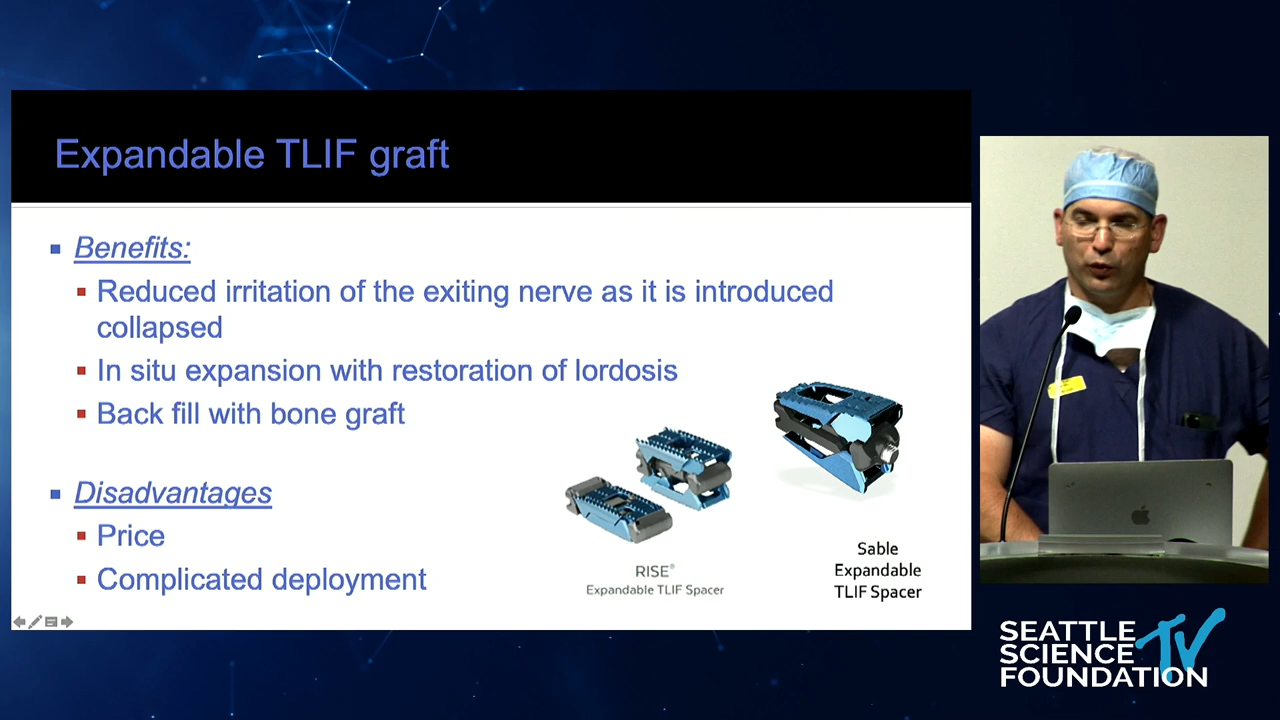 Expandable TLIF graft
Benefits:
Reduced irritation of the exiting nerve as it is introduced
collapsed
In situ expansion with restoration of lordosis
Back fill with bone graft
Disadvantages
Price
Complicated deployment
RISE®
Expandable TLIF Spacer
Sable
Expandable
TLIF Spacer
SEATTLE
SCIENCE
FOUNDATION
TV